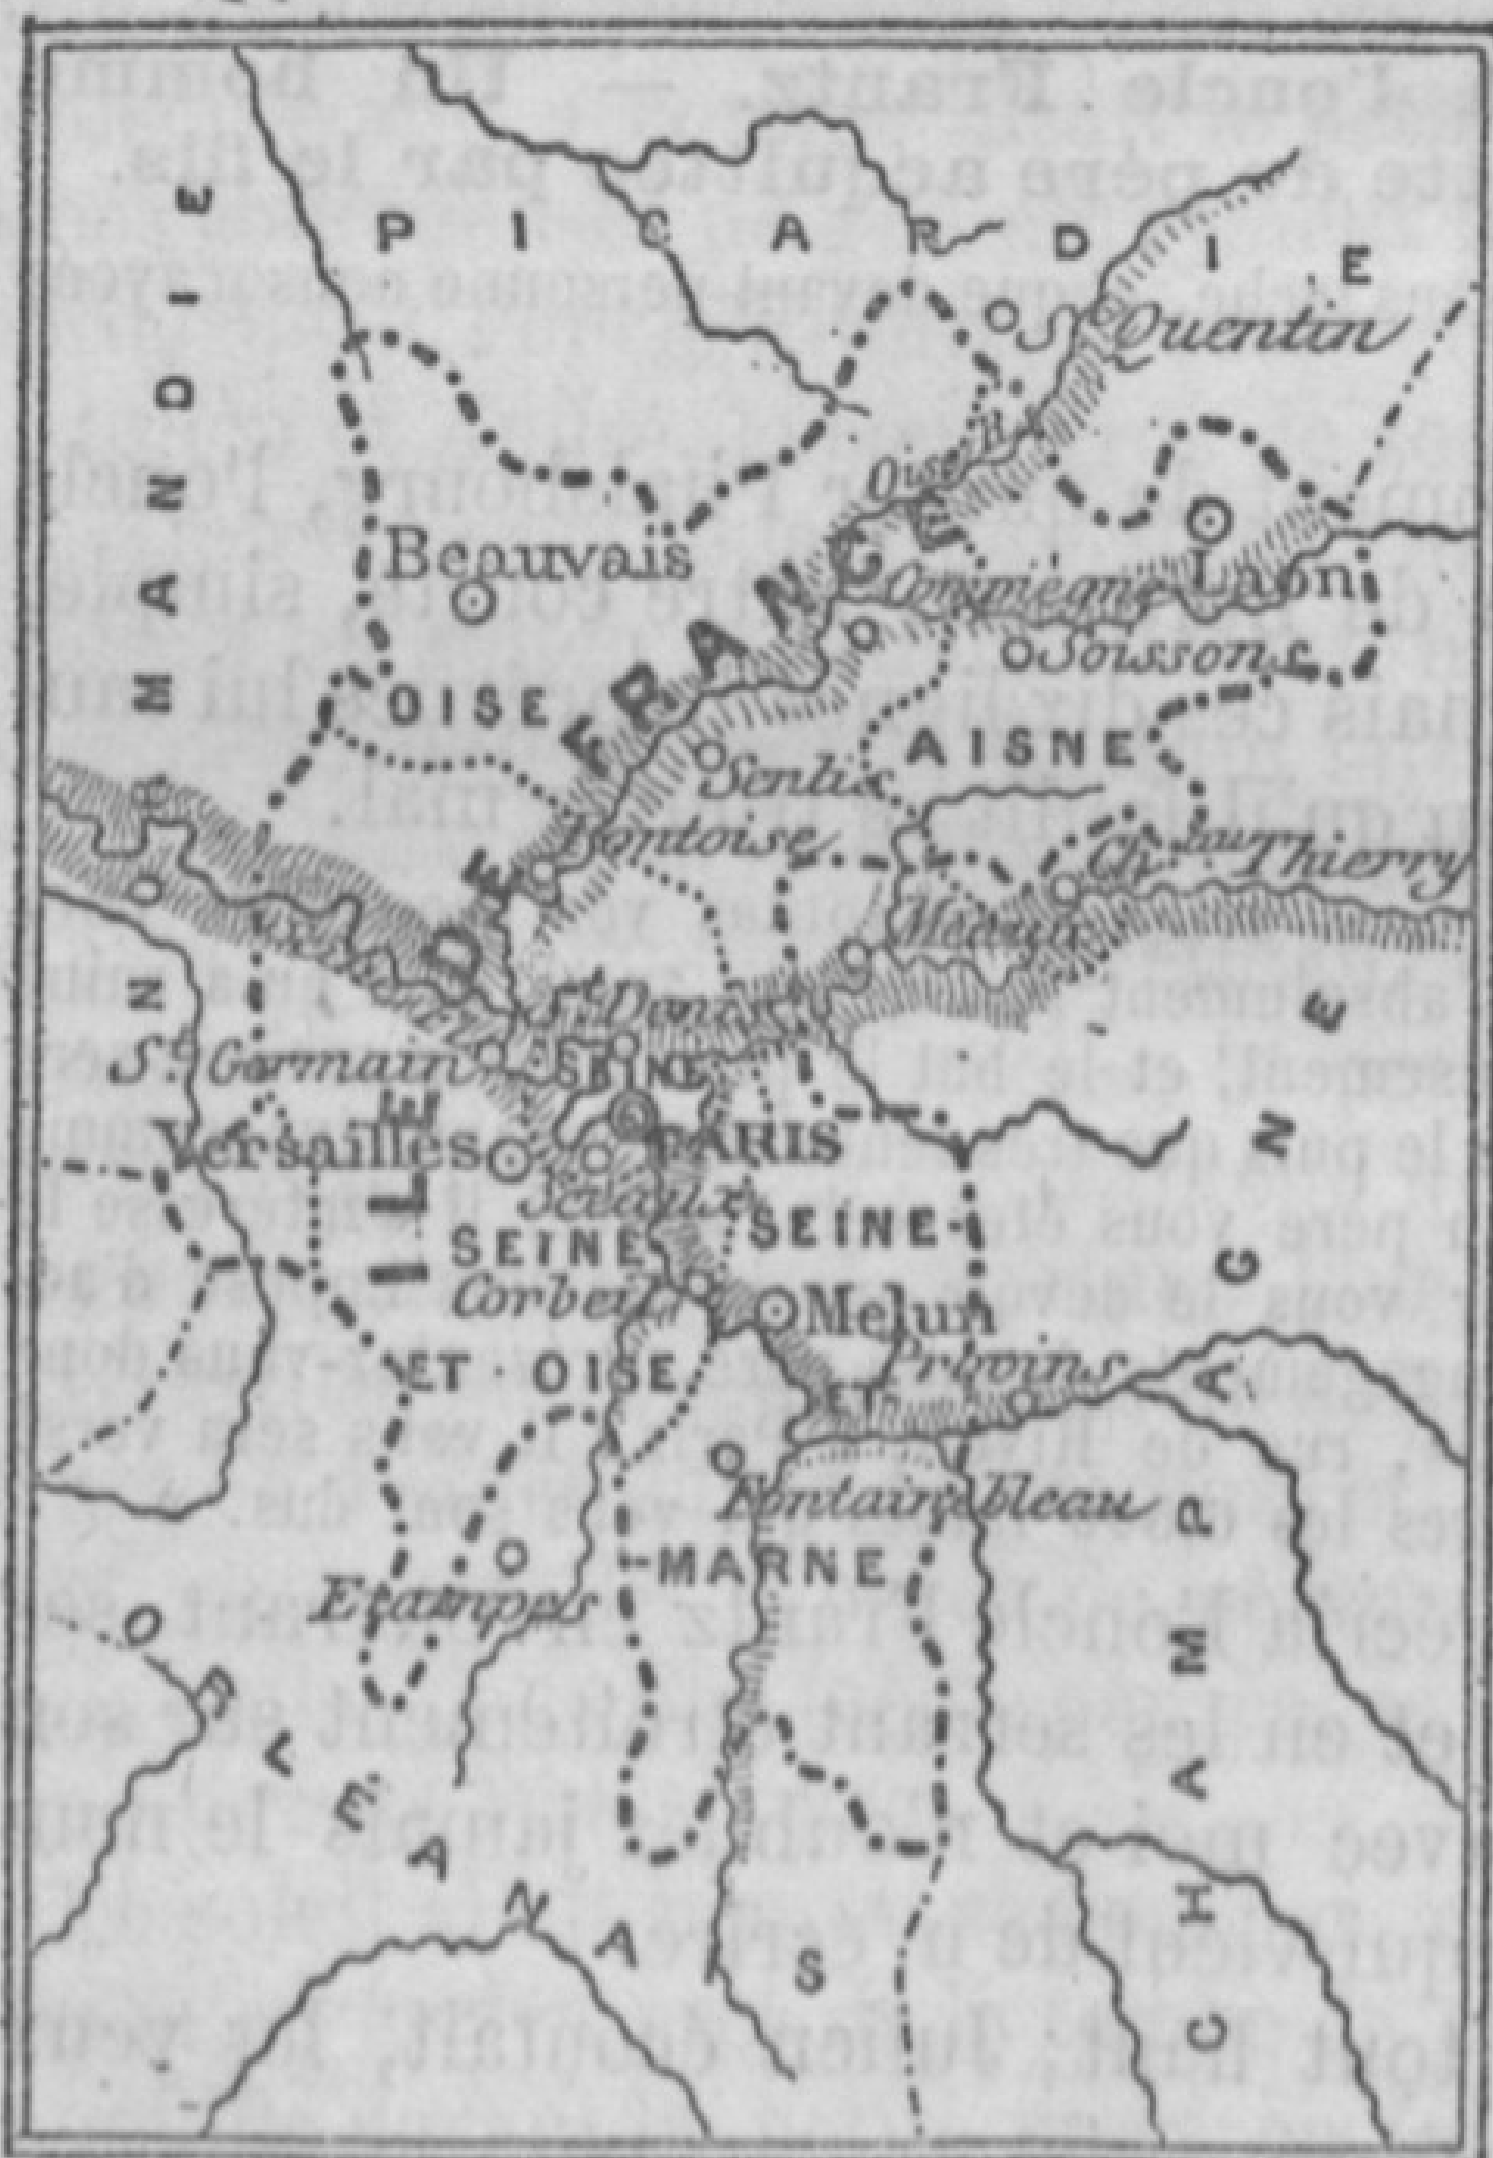 PICARDIE
NORMANDIE
St Quentin
Oise R.
Beauvais
Laon
Compiègne
Soissons
OISE
AISNE
Senlis
Pontoise
Ch.teau Thierry
Meaux
ILE DE FRANCE
St Denis
St Germain
SEINE
Versailles
PARIS
Sceaux
SEINE
SEINE-
Corbeil
Melun
ET OISE
Provins
ET
Fontainebleau
-MARNE
Etampes
ORLÉANAIS
CHAMPAGNE